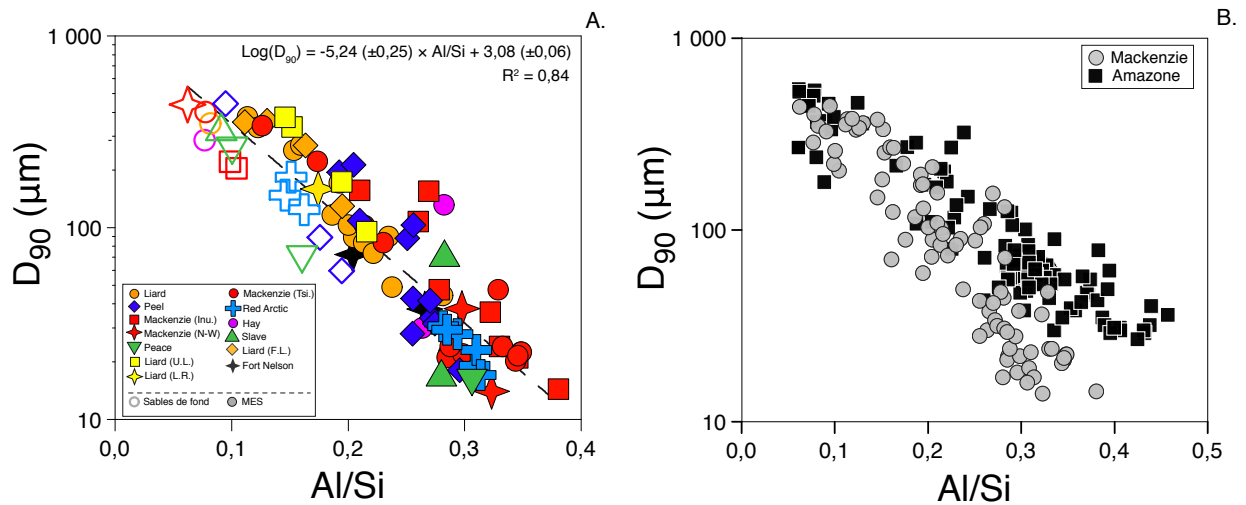 A.
Log(D90) = -5,24 (±0,25) × Al/Si + 3,08 (±0,06)
R² = 0,84
1 000
100
10
D90 (µm)
Liard
Peel
Mackenzie (Inu.)
Mackenzie (N-W)
Peace
Liard (U.L.)
Liard (L.R.)
Mackenzie (Tsi.)
Red Arctic
Hay
Slave
Liard (F.L.)
Fort Nelson
Sables de fond
MES
0,0 0,1 0,2 0,3 0,4
Al/Si
B.
Mackenzie
Amazone
1 000
100
10
D90 (µm)
0,0 0,1 0,2 0,3 0,4 0,5
Al/Si